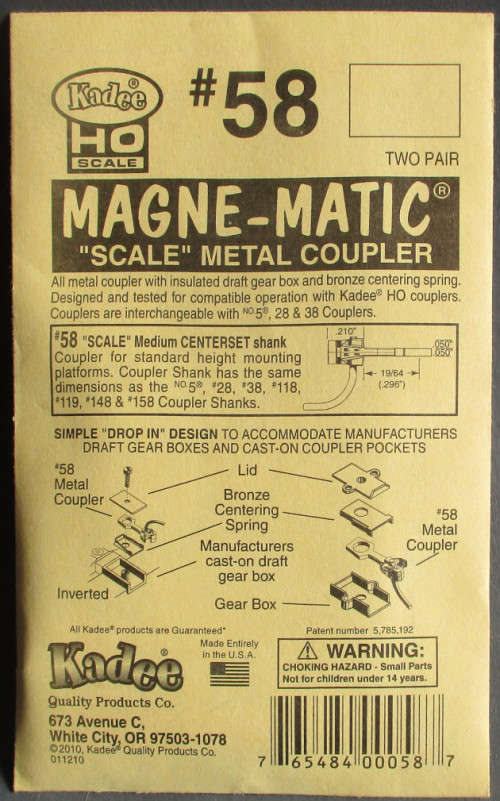 Kadee®
HO
SCALE
#58
TWO PAIR
MAGNE-MATIC®
"SCALE" METAL COUPLER
All metal coupler with insulated draft gear box and bronze centering spring.
Designed and tested for compatible operation with Kadee® HO couplers.
Couplers are interchangeable with NO.5®, 28 & 38 Couplers.
#58 "SCALE" Medium CENTERSET shank
Coupler for standard height mounting
platforms. Coupler Shank has the same
dimensions as the NO.5®, #28, #38, #118,
#119, #148 & #158 Coupler Shanks.
.210"
.050"
.050"
19/64
(.296")
SIMPLE "DROP IN" DESIGN TO ACCOMMODATE MANUFACTURERS
DRAFT GEAR BOXES AND CAST-ON COUPLER POCKETS
#58
Metal
Coupler
Lid
Bronze
Centering
Spring
Manufacturers
cast-on draft
gear box
Inverted
Gear Box
#58
Metal
Coupler
All Kadee® products are Guaranteed*
Kadee®
Quality Products Co.
673 Avenue C,
White City, OR 97503-1078
©2010, Kadee® Quality Products Co.
011210
Made Entirely
in the U.S.A.
Patent number 5,785,192
WARNING:
CHOKING HAZARD - Small Parts
Not for children under 14 years.
7 65484 00058 7